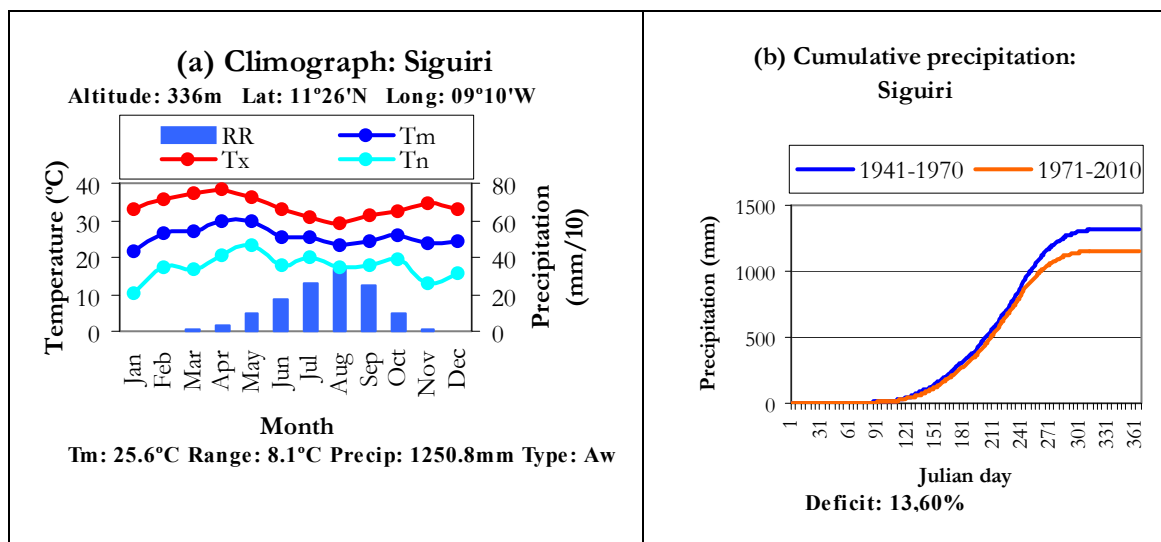 (a) Climograph: Siguiri
Altitude: 336m Lat: 11º26'N Long: 09º10'W
RR Tm
Tx Tn
Temperature (ºC)
40
30
20
10
0
80
60
40
20
0
Precipitation
(mm/10)
Jan Feb Mar Apr May Jun Jul Aug Sep Oct Nov Dec
Month
Tm: 25.6ºC Range: 8.1ºC Precip: 1250.8mm Type: Aw
(b) Cumulative precipitation:
Siguiri
1941-1970 1971-2010
Precipitation (mm)
1500
1000
500
0
1 31 61 91 121 151 181 211 241 271 301 331 361
Julian day
Deficit: 13,60%